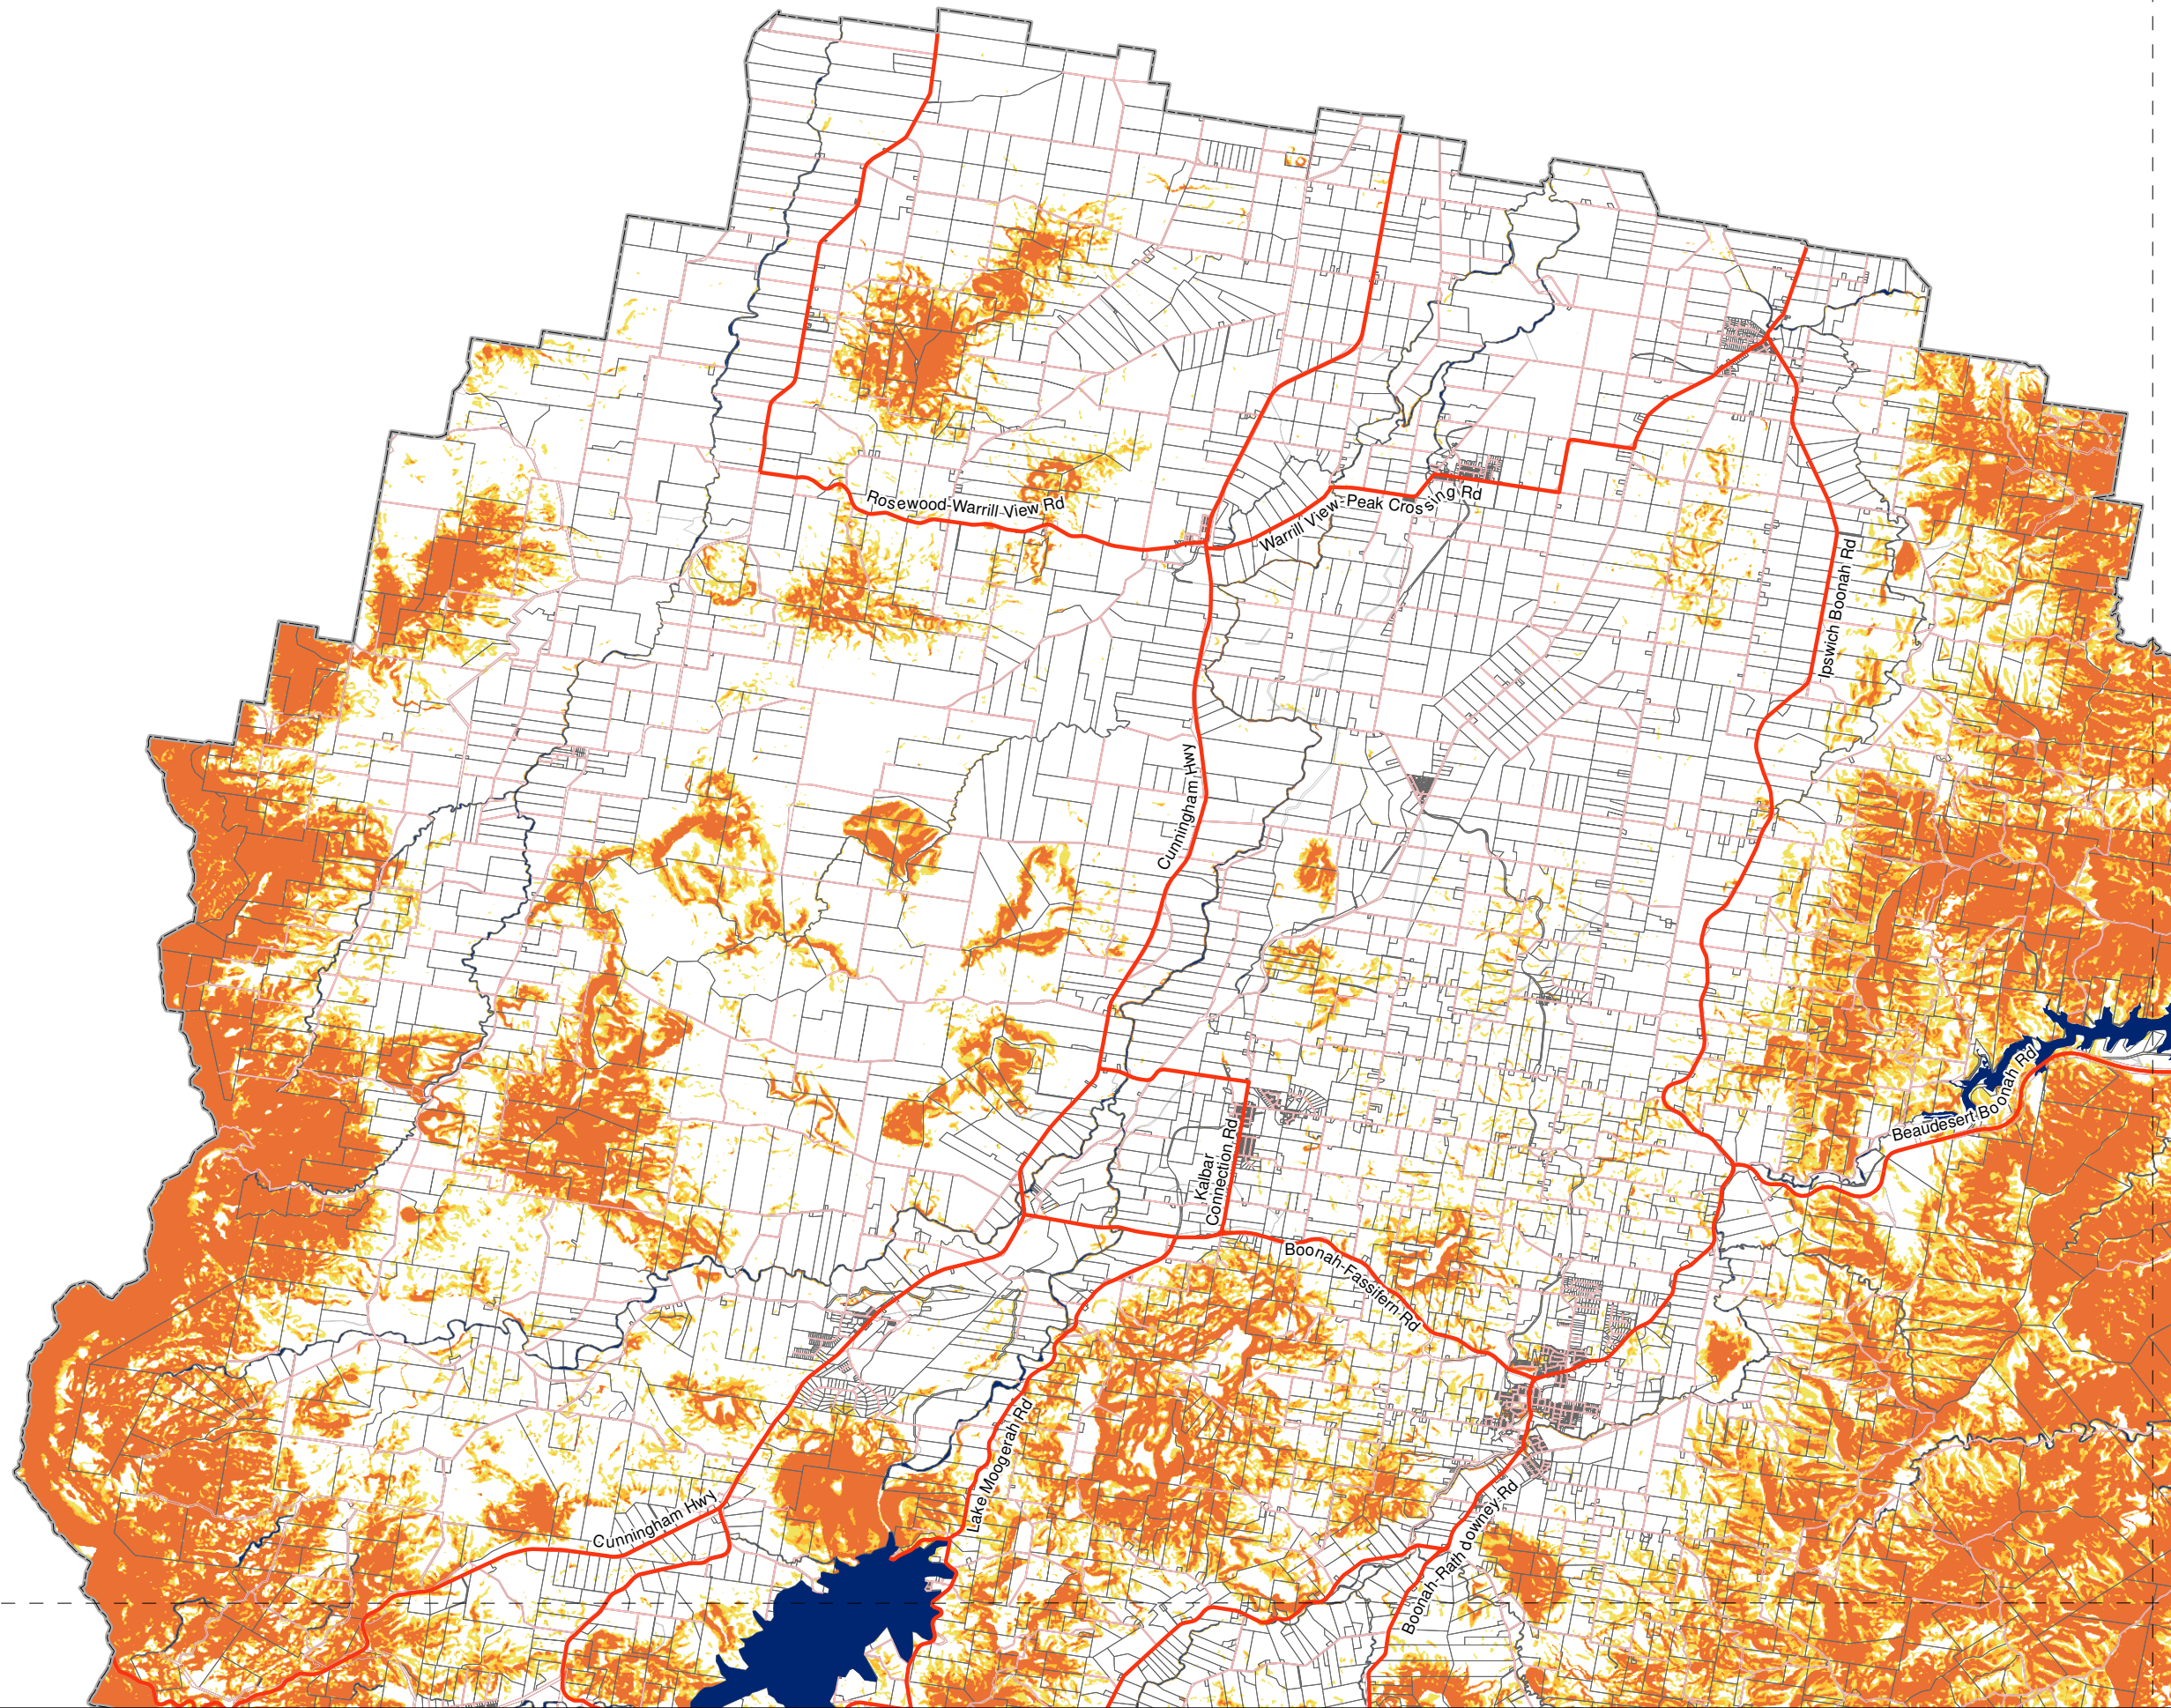 Rosewood-Warrill View Rd
Warrill View-Peak Crossing Rd
Ipswich Boonah Rd
Cunningham Hwy
Beaudesert Boonah Rd
Kalbar
Connection Rd
Boonah-Fassifern Rd
Lake Moogerah Rd
Cunningham Hwy
Boonah-Rathdowney Rd